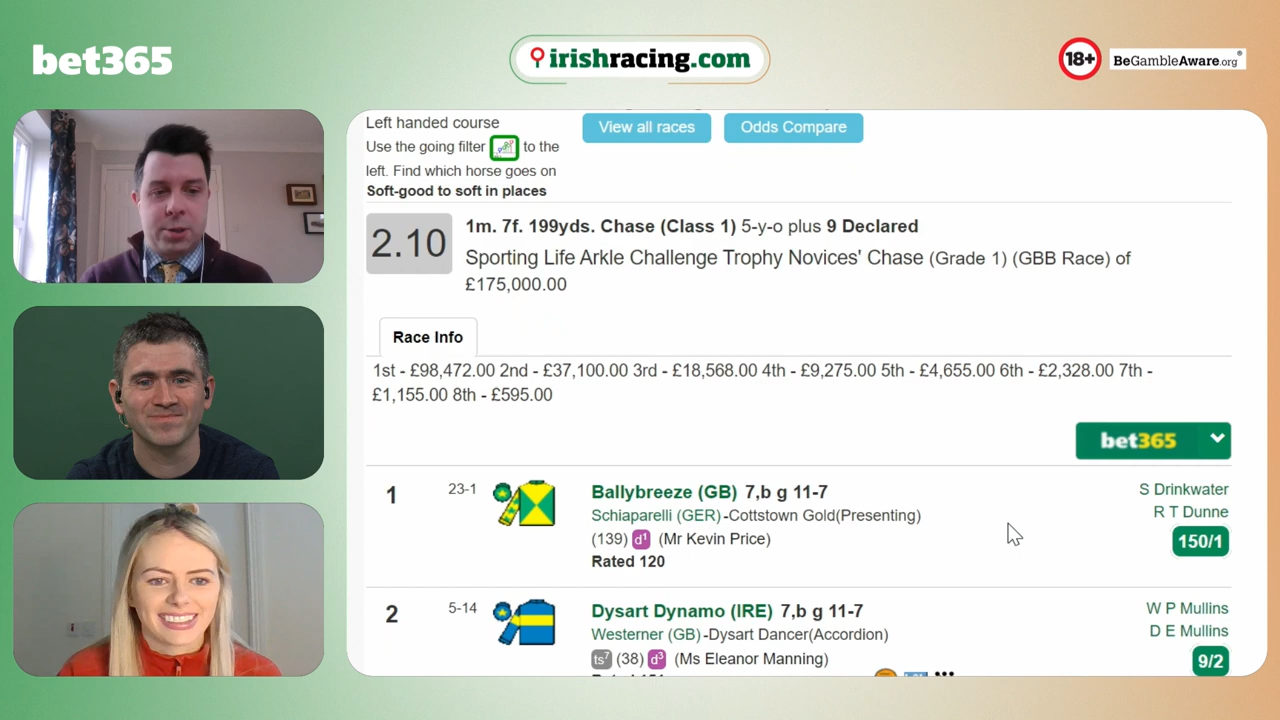 bet365
irishracing.com
18+
BeGambleAware.org®
Left handed course
Use the going filter to the
left. Find which horse goes on
Soft-good to soft in places
View all races
Odds Compare
2.10
1m. 7f. 199yds. Chase (Class 1) 5-y-o plus 9 Declared
Sporting Life Arkle Challenge Trophy Novices' Chase (Grade 1) (GBB Race) of
£175,000.00
Race Info
1st - £98,472.00 2nd - £37,100.00 3rd - £18,568.00 4th - £9,275.00 5th - £4,655.00 6th - £2,328.00 7th -
£1,155.00 8th - £595.00
bet365
1
23-1
Ballybreeze (GB) 7,b g 11-7
Schiaparelli (GER)-Cottstown Gold(Presenting)
(139) d1 (Mr Kevin Price)
Rated 120
S Drinkwater
R T Dunne
150/1
2
5-14
Dysart Dynamo (IRE) 7,b g 11-7
Westerner (GB)-Dysart Dancer(Accordion)
ts7 (38) d3 (Ms Eleanor Manning)
W P Mullins
D E Mullins
9/2